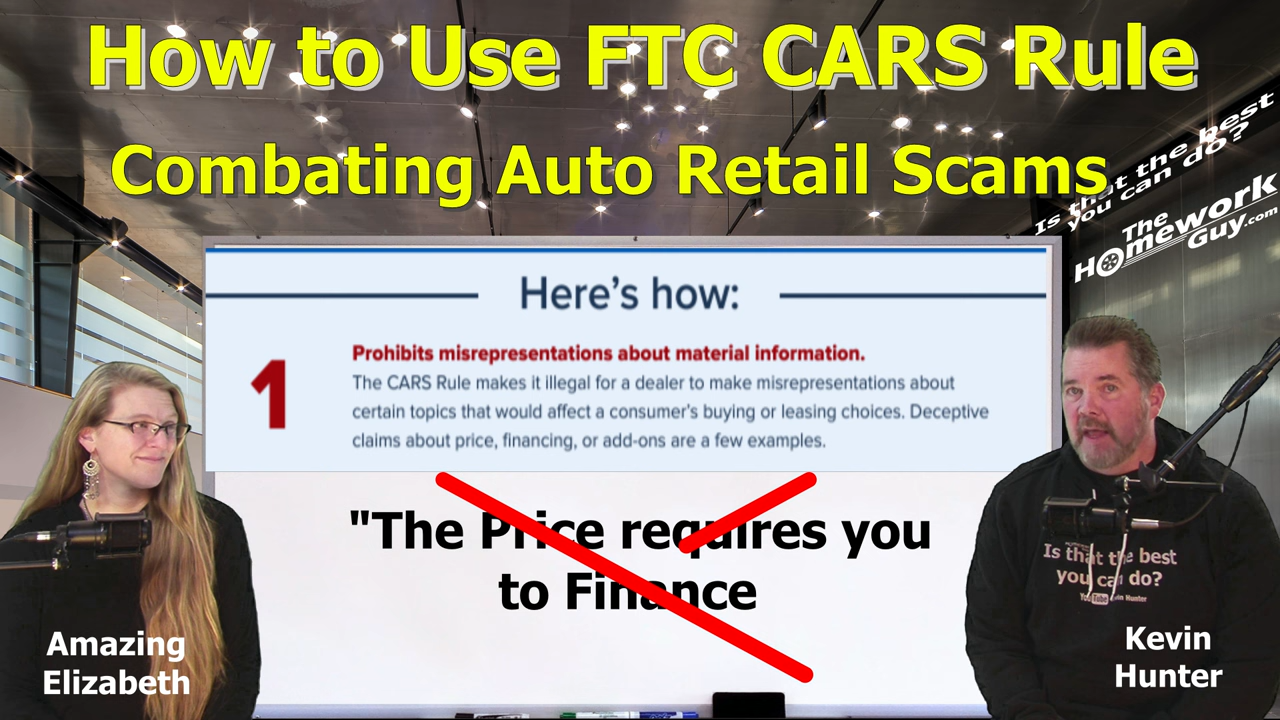 How to Use FTC CARS Rule
Combating Auto Retail Scams
Is that the best
you can do?
The
Homework
Guy.com
Here's how:
1
Prohibits misrepresentations about material information.
The CARS Rule makes it illegal for a dealer to make misrepresentations about
certain topics that would affect a consumer's buying or leasing choices. Deceptive
claims about price, financing, or add-ons are a few examples.
"The Price requires you
to Finance
Is that the best
you can do?
YouTube Kevin Hunter
Amazing
Elizabeth
Kevin
Hunter